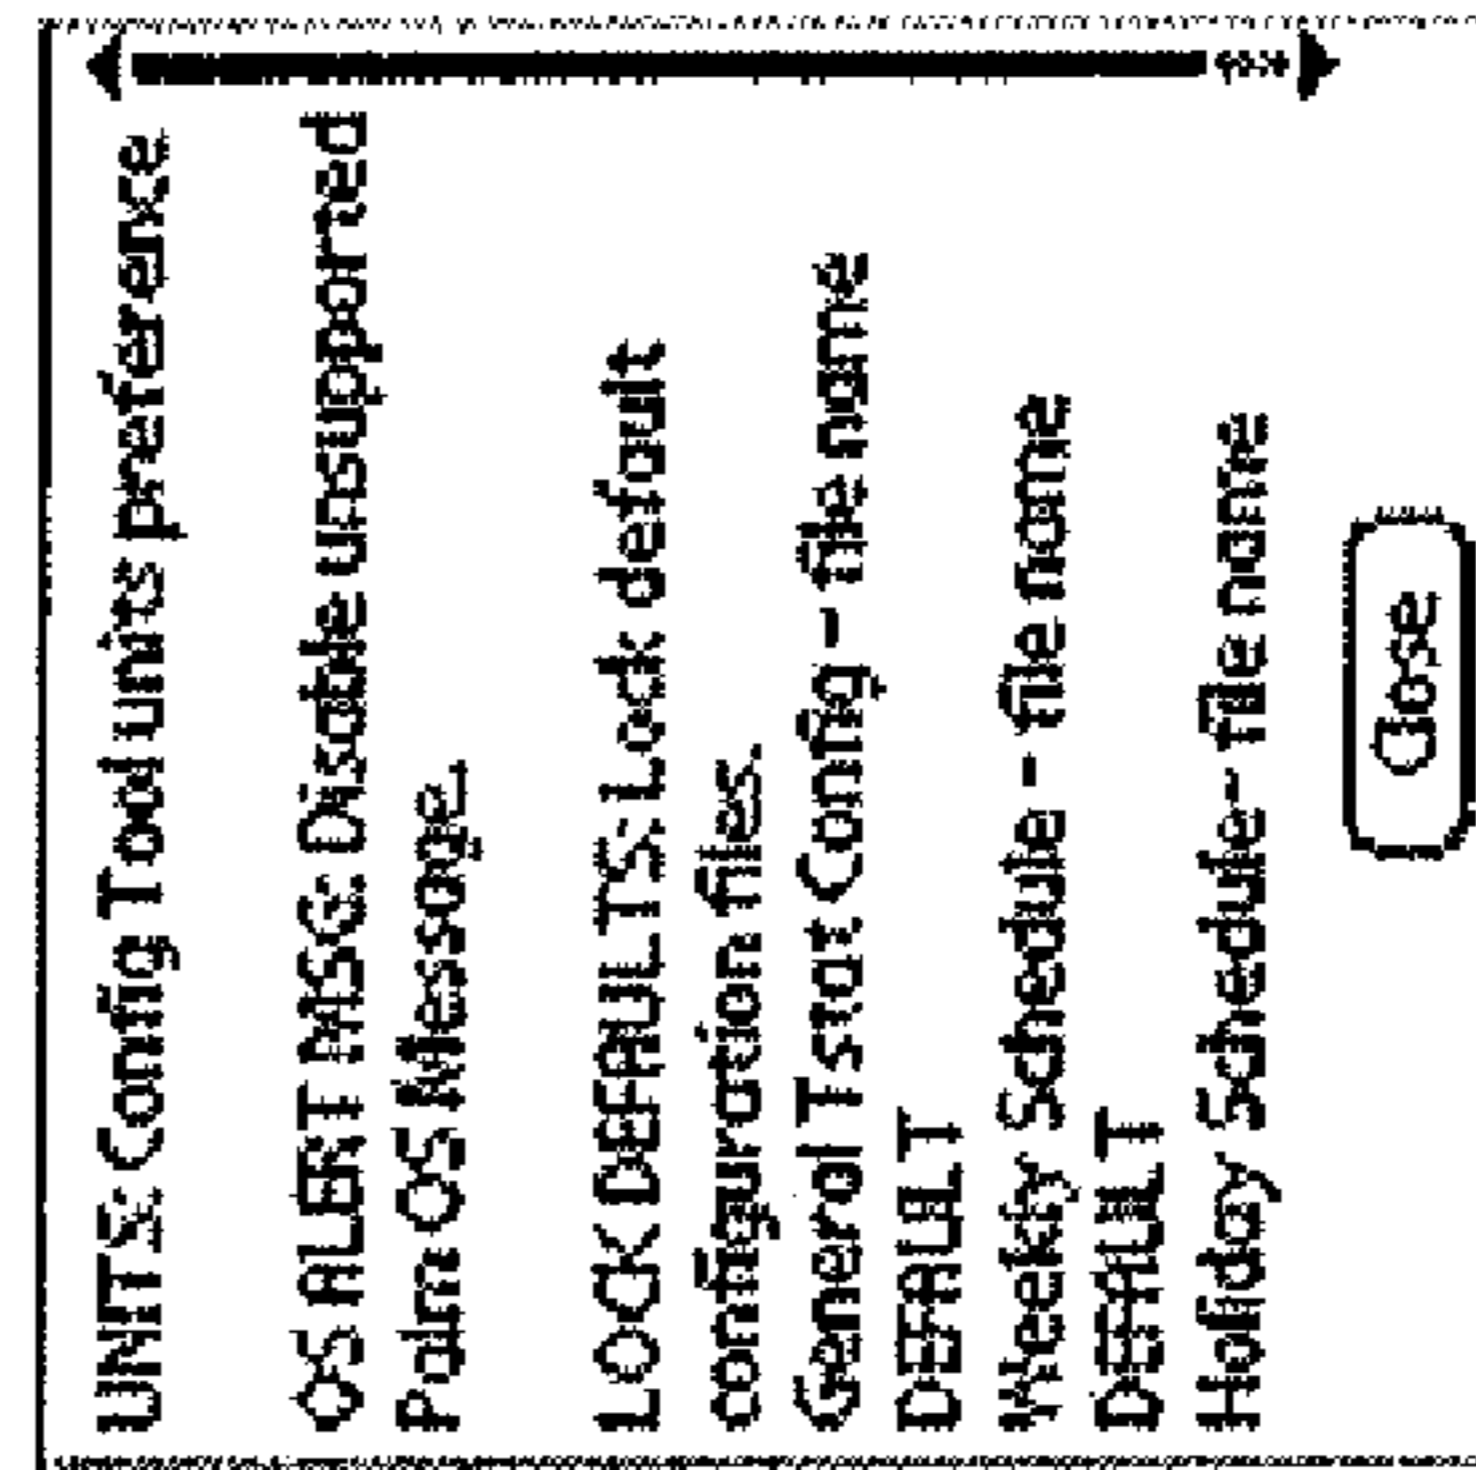 UNITS: Config Tool units preference
OS ALERT MSG: Disable unsupported
Palm OS Message.
LOCK DEFAULTS: Lock default
configuration files.
General Tstat Config - file name
DEFAULT
Weekly Schedule - file name
DEFAULT
Holiday Schedule- file name
Close